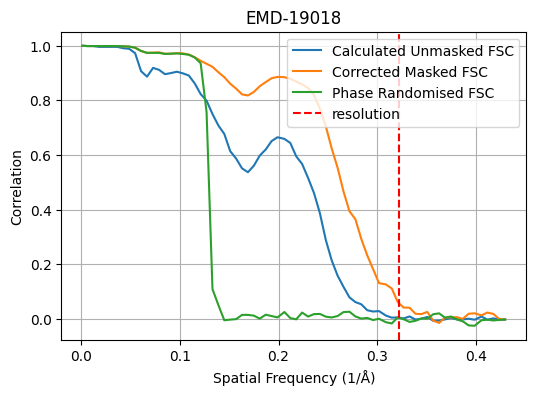 EMD-19018
Calculated Unmasked FSC
Corrected Masked FSC
Phase Randomised FSC
resolution
Correlation
1.0
0.8
0.6
0.4
0.2
0.0
0.0 0.1 0.2 0.3 0.4
Spatial Frequency (1/Å)